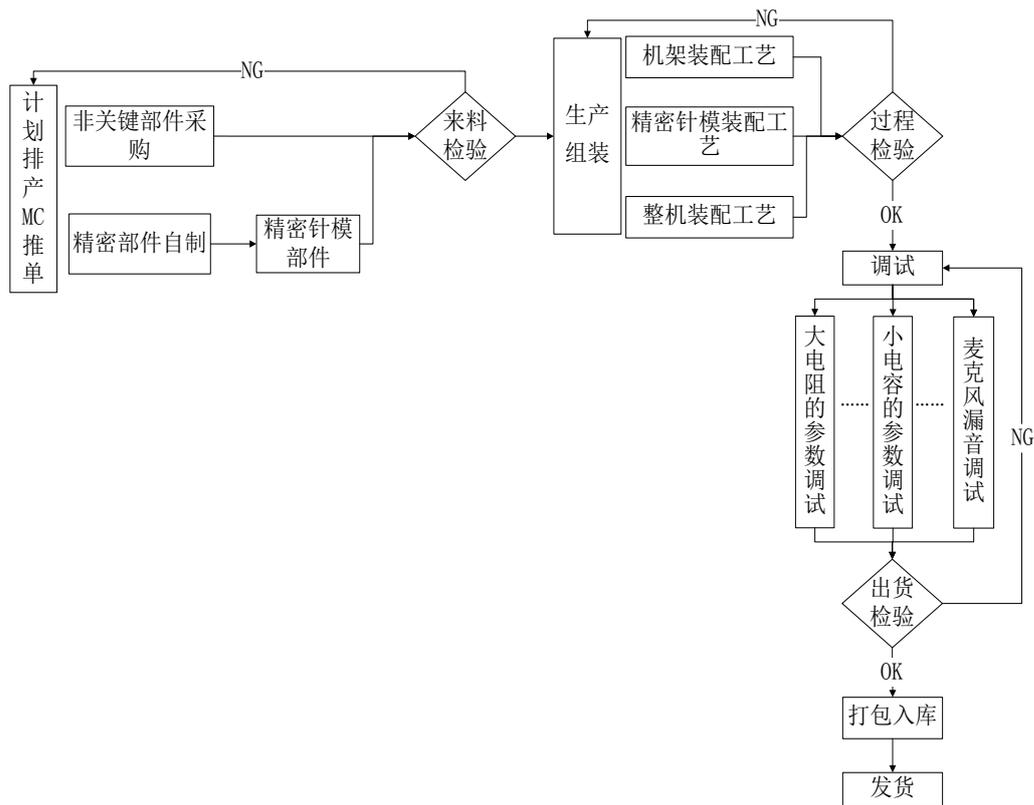 NG
NG
计
划
排
产
MC
推
单
非关键部件采
购
精密部件自制
精密针模
部件
来料
检验
生产
组装
机架装配工艺
精密针模装配工
艺
整机装配工艺
过程
检验
OK
调试
大电阻的参数调试
……
小电容的参数调试
……
麦克风漏音调试
NG
出货
检验
OK
打包入库
发货